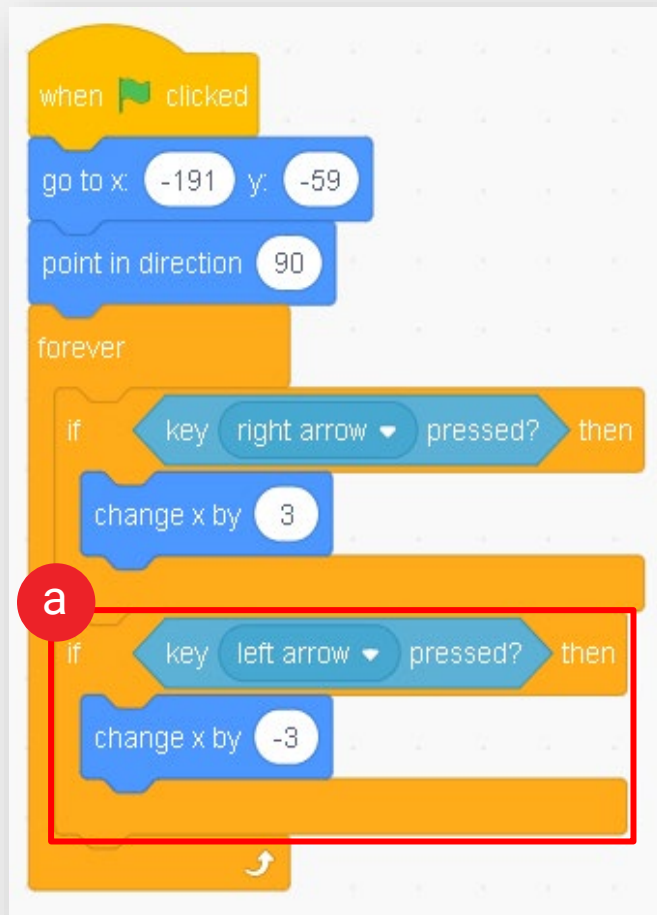 when clicked
go to x: -191 y: -59
point in direction 90
forever
if key right arrow pressed? then
change x by 3
a
if key left arrow pressed? then
change x by -3